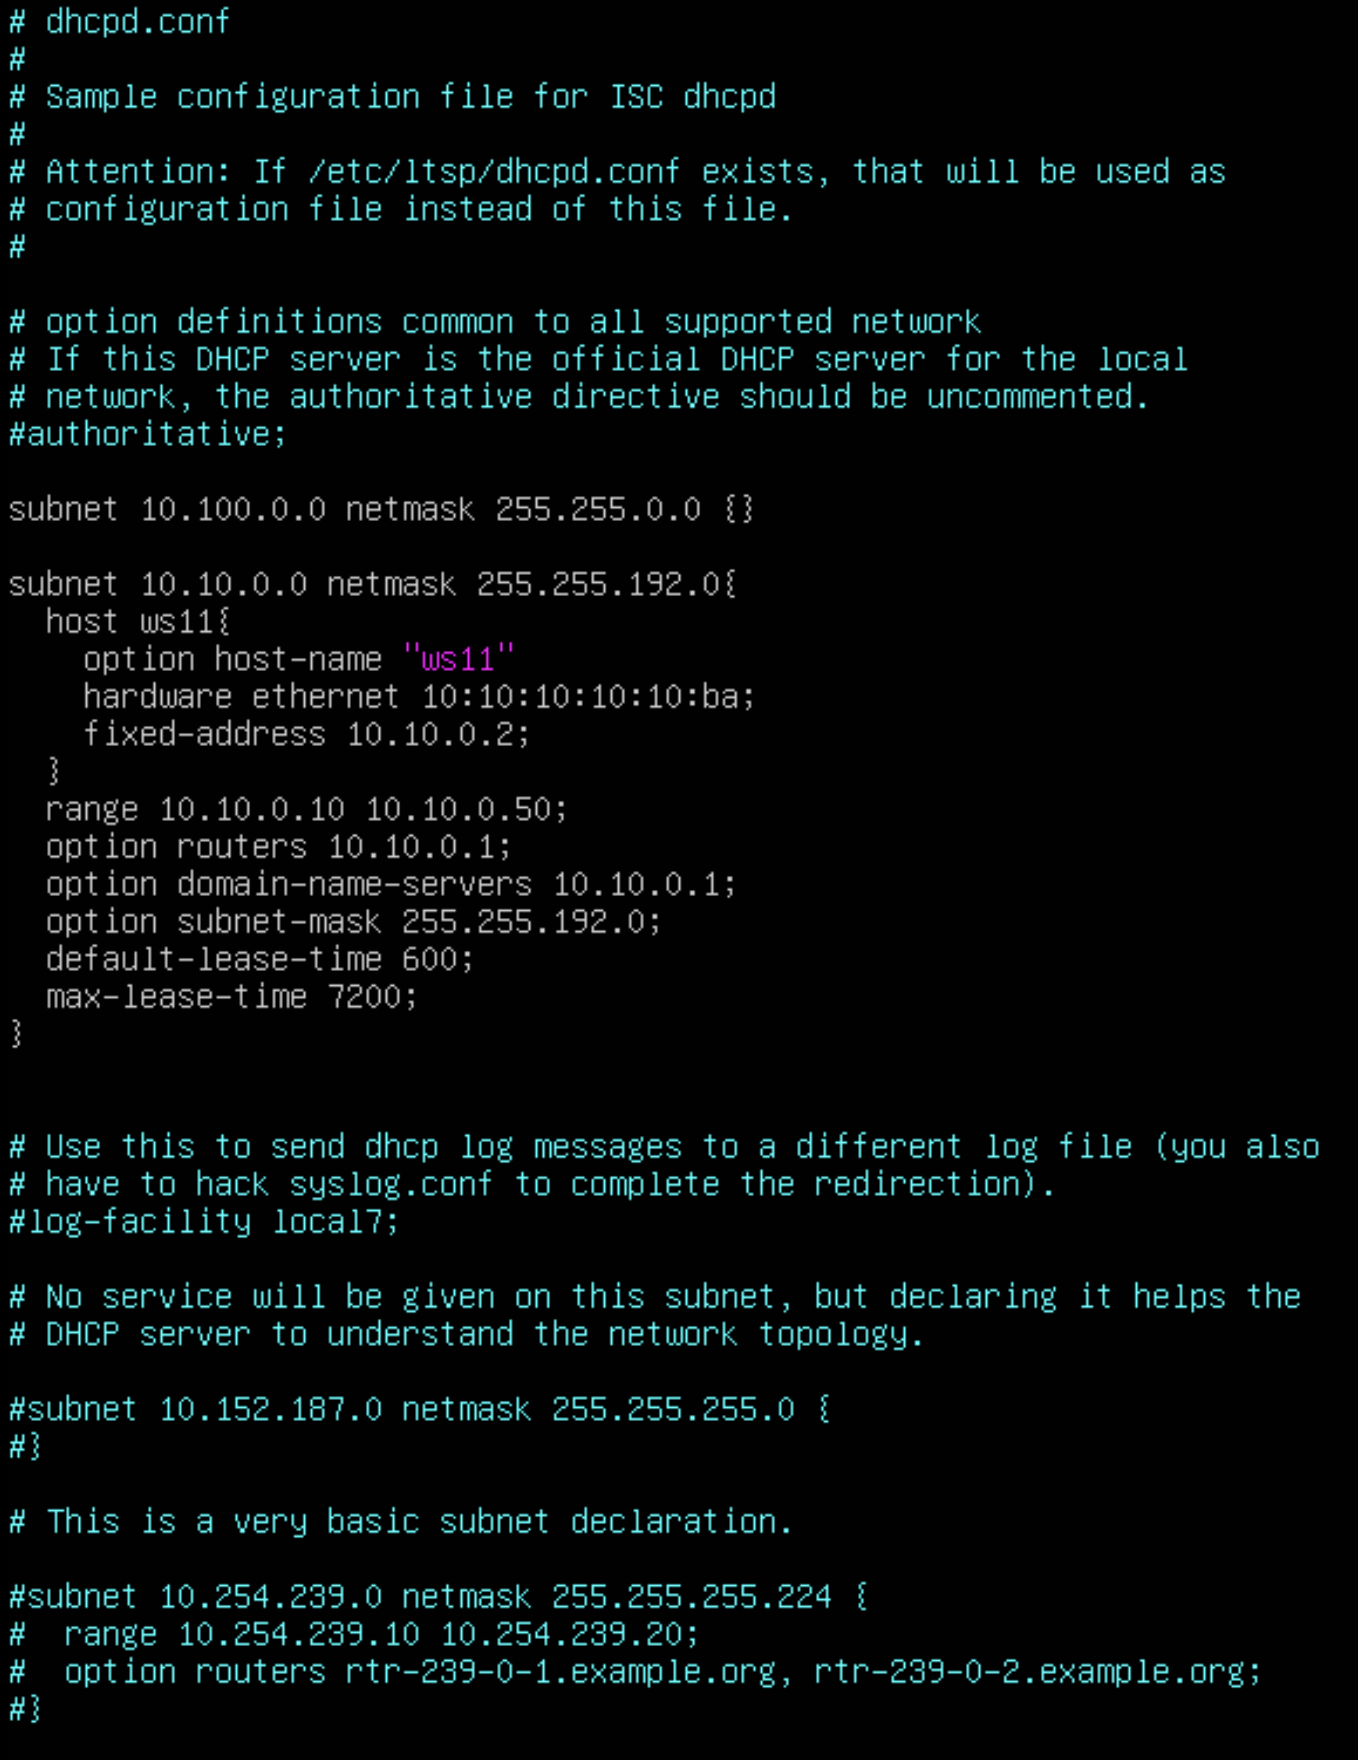 # dhcpd.conf
#
# Sample configuration file for ISC dhcpd
#
# Attention: If /etc/ltsp/dhcpd.conf exists, that will be used as
# configuration file instead of this file.
#
# option definitions common to all supported network
# If this DHCP server is the official DHCP server for the local
# network, the authoritative directive should be uncommented.
#authoritative;
subnet 10.100.0.0 netmask 255.255.0.0 {}
subnet 10.10.0.0 netmask 255.255.192.0{
  host ws11{
    option host-name "ws11"
    hardware ethernet 10:10:10:10:10:ba;
    fixed-address 10.10.0.2;
  }
  range 10.10.0.10 10.10.0.50;
  option routers 10.10.0.1;
  option domain-name-servers 10.10.0.1;
  option subnet-mask 255.255.192.0;
  default-lease-time 600;
  max-lease-time 7200;
}
# Use this to send dhcp log messages to a different log file (you also
# have to hack syslog.conf to complete the redirection).
#log-facility local7;
# No service will be given on this subnet, but declaring it helps the
# DHCP server to understand the network topology.
#subnet 10.152.187.0 netmask 255.255.255.0 {
#}
# This is a very basic subnet declaration.
#subnet 10.254.239.0 netmask 255.255.255.224 {
#  range 10.254.239.10 10.254.239.20;
#  option routers rtr-239-0-1.example.org, rtr-239-0-2.example.org;
#}